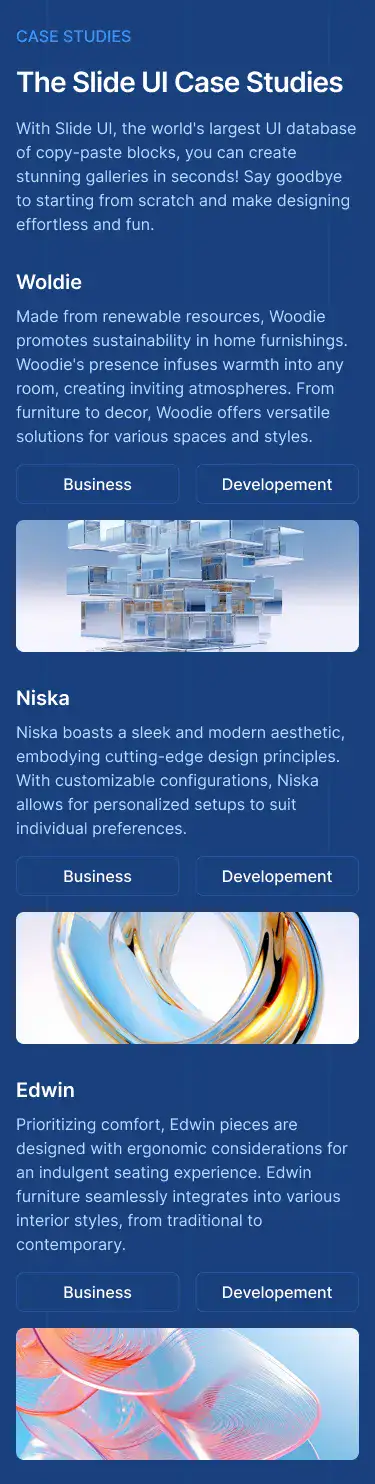 CASE STUDIES
The Slide UI Case Studies
With Slide UI, the world's largest UI database
of copy-paste blocks, you can create
stunning galleries in seconds! Say goodbye
to starting from scratch and make designing
effortless and fun.
Woldie
Made from renewable resources, Woodie
promotes sustainability in home furnishings.
Woodie's presence infuses warmth into any
room, creating inviting atmospheres. From
furniture to decor, Woodie offers versatile
solutions for various spaces and styles.
Business
Developement
Niska
Niska boasts a sleek and modern aesthetic,
embodying cutting-edge design principles.
With customizable configurations, Niska
allows for personalized setups to suit
individual preferences.
Business
Developement
Edwin
Prioritizing comfort, Edwin pieces are
designed with ergonomic considerations for
an indulgent seating experience. Edwin
furniture seamlessly integrates into various
interior styles, from traditional to
contemporary.
Business
Developement